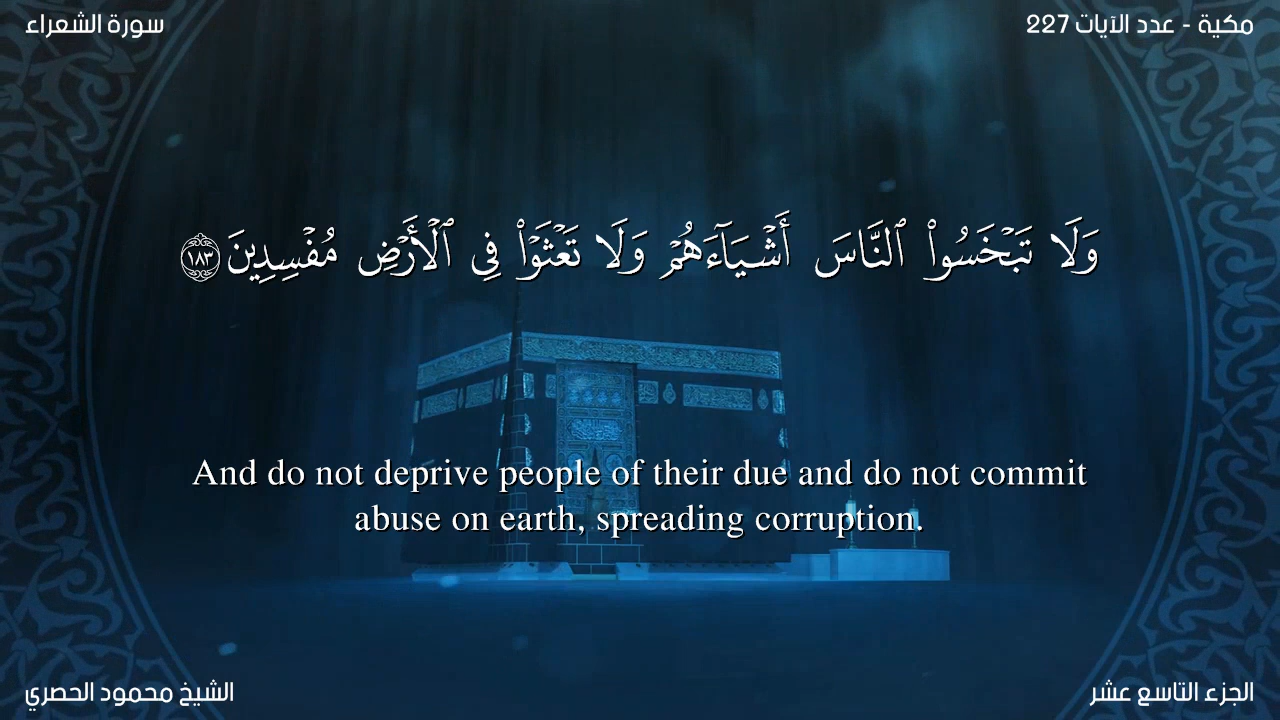 سورة الشعراء
مكية - عدد الآيات 227
وَلَا تَبْخَسُوا۟ ٱلنَّاسَ أَشْيَآءَهُمْ وَلَا تَعْثَوْا۟ فِى ٱلْأَرْضِ مُفْسِدِينَ ١٨٣
And do not deprive people of their due and do not commit
abuse on earth, spreading corruption.
الشيخ محمود الحصري
الجزء التاسع عشر